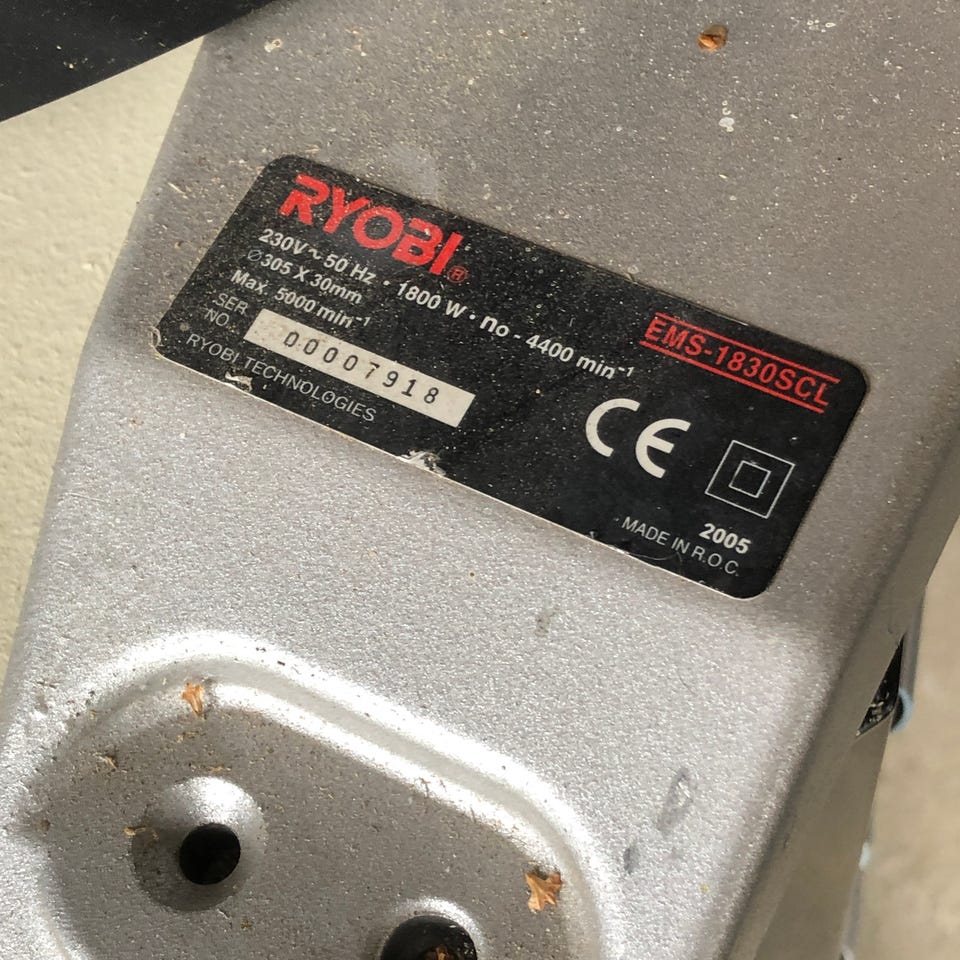 RYOBI®
230V ~ 50 Hz • 1800 W • no - 4400 min⁻¹
Ø305 X 30mm
Max. 5000 min⁻¹
EMS-1830SCL
SER.
NO.
00007918
RYOBI TECHNOLOGIES
CE
2005
MADE IN R.O.C.